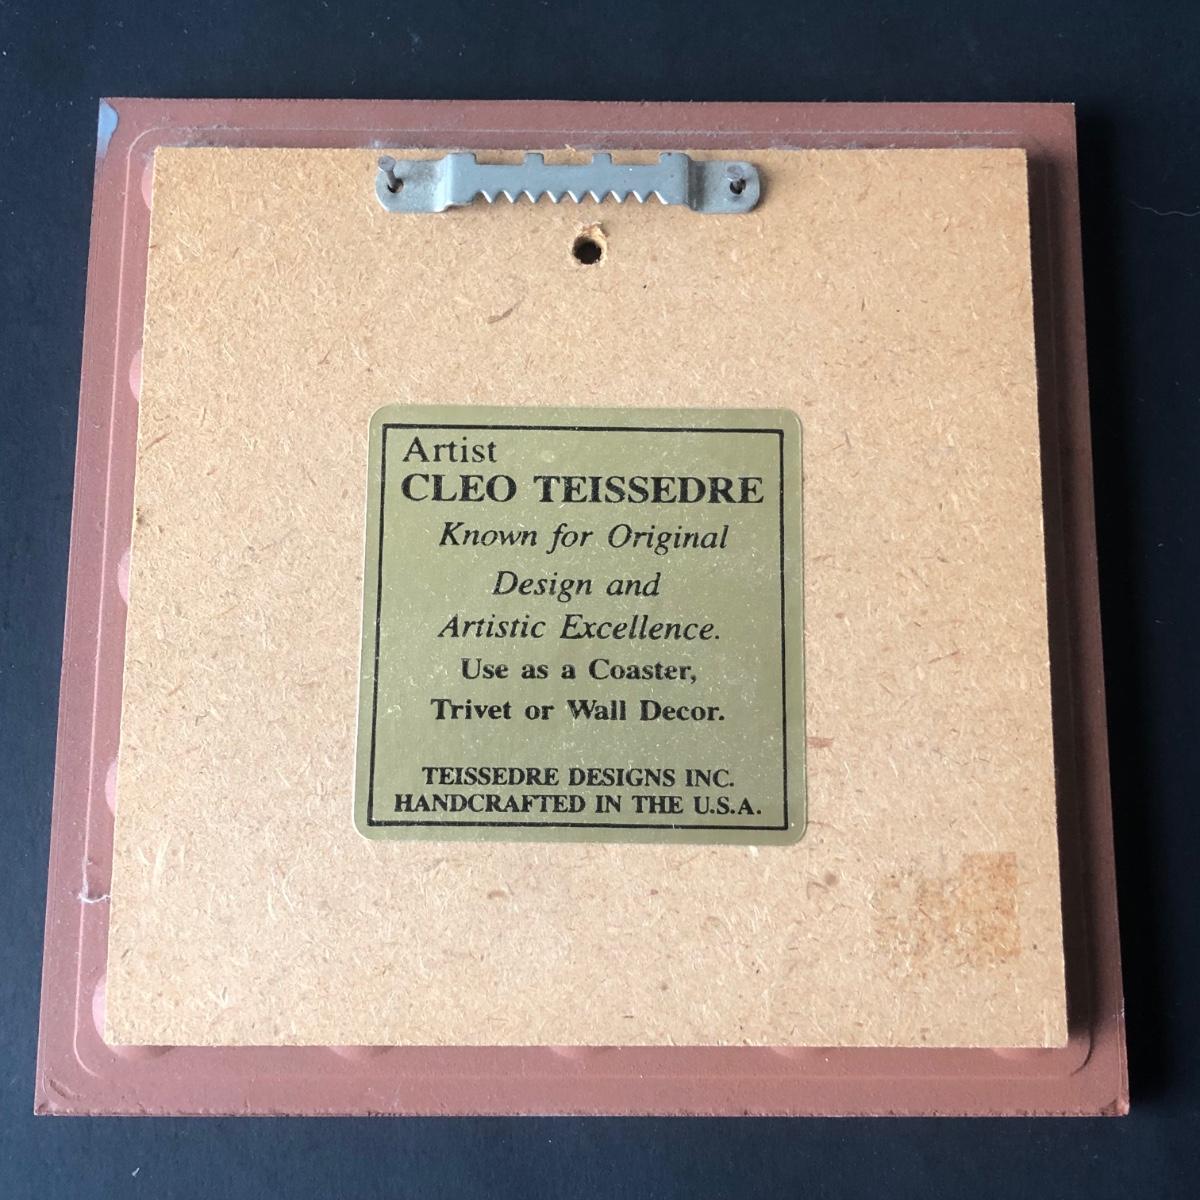 Artist
CLEO TEISSEDRE
Known for Original
Design and
Artistic Excellence.
Use as a Coaster,
Trivet or Wall Decor.
TEISSEDRE DESIGNS INC.
HANDCRAFTED IN THE U.S.A.